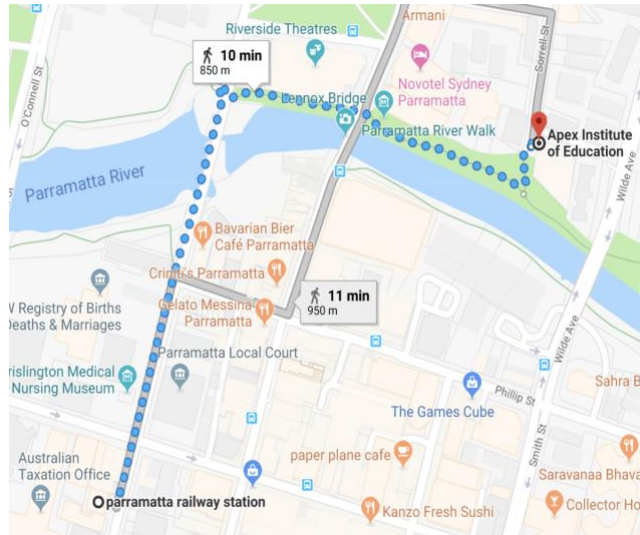 Armani
Riverside Theatres
O'Connell St
10 min
850 m
Sorrell St
Novotel Sydney
Parramatta
Lennox Bridge
Parramatta River Walk
Apex Institute
of Education
Wilde Ave
Parramatta River
Bavarian Bier
Café Parramatta
Criniti's Parramatta
11 min
950 m
W Registry of Births
Deaths & Marriages
Gelato Messina
Parramatta
Wilde Ave
Parramatta Local Court
rislington Medical
Nursing Museum
Phillip St
Sahra B
The Games Cube
Smith St
Australian
Taxation Office
paper plane cafe
Saravanaa Bhava
parramatta railway station
Kanzo Fresh Sushi
Collector Ho